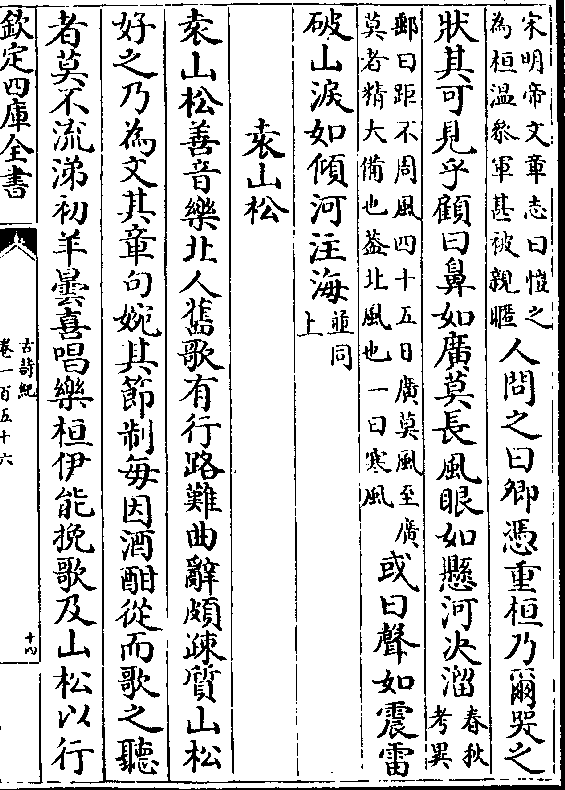 宋明帝文章志曰愷之
為桓溫叅軍甚被親暱
人問之曰卿憑重桓乃爾哭之
狀其可見乎顧曰鼻如廣莫長風眼如懸河决溜
春秋
考異
郵曰距不周風四十五日廣莫風至廣
莫者精大備也葢北風也一曰寒風
或曰聲如震雷
破山淚如傾河注海
並同
上
袁山松
袁山松善音樂北人舊歌有行路難曲辭頗疎質山松
好之乃為文其章句婉其節制每因酒酣從而歌之聽
者莫不流涕初羊曇喜唱樂桓伊能挽歌及山松以行
欽定四庫全書
古詩紀
卷一百五十六
十四